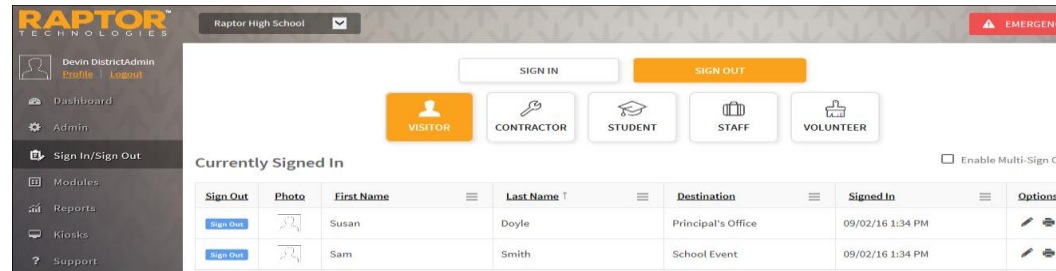 RAPTOR™
TECHNOLOGIES
Raptor High School
EMERGEN
Devin DistrictAdmin
Profile | Logout
Dashboard
Admin
Sign In/Sign Out
Modules
Reports
Kiosks
? Support
SIGN IN
SIGN OUT
VISITOR
CONTRACTOR
STUDENT
STAFF
VOLUNTEER
Currently Signed In
Enable Multi-Sign O
Sign Out Photo First Name Last Name ↑ Destination Signed In Options
Sign Out Susan Doyle Principal's Office 09/02/16 1:34 PM
Sign Out Sam Smith School Event 09/02/16 1:34 PM